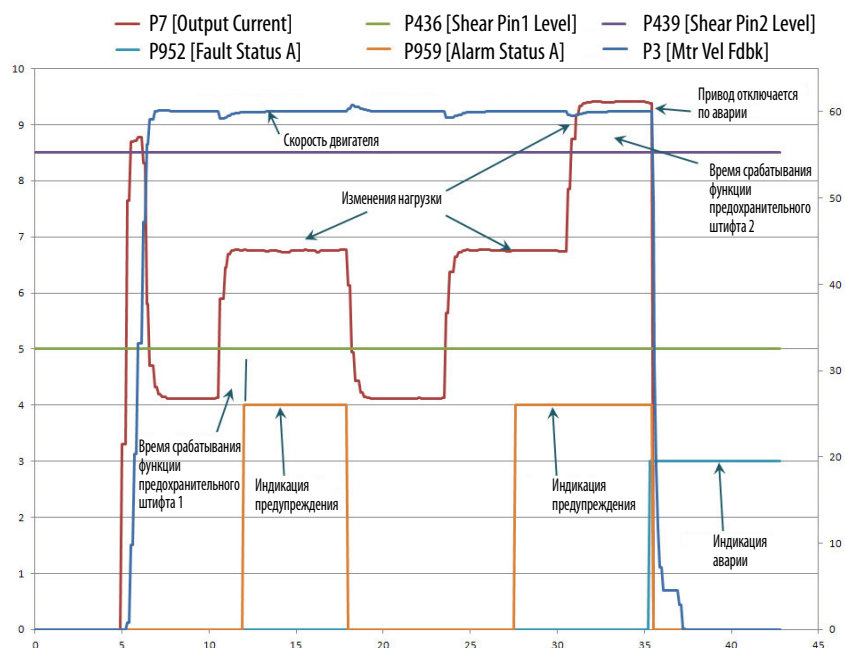 P7 [Output Current]
P436 [Shear Pin1 Level]
P439 [Shear Pin2 Level]
P952 [Fault Status A]
P959 [Alarm Status A]
P3 [Mtr Vel Fdbk]
10
9
8
7
6
5
4
3
2
1
0
60
50
40
30
20
10
0
Скорость двигателя
Привод отключается
по аварии
Изменения нагрузки
Время срабатывания
функции
предохранительного
штифта 2
Время срабатывания
функции
предохранительного
штифта 1
Индикация
предупреждения
Индикация
предупреждения
Индикация
аварии
0
5
10
15
20
25
30
35
40
45